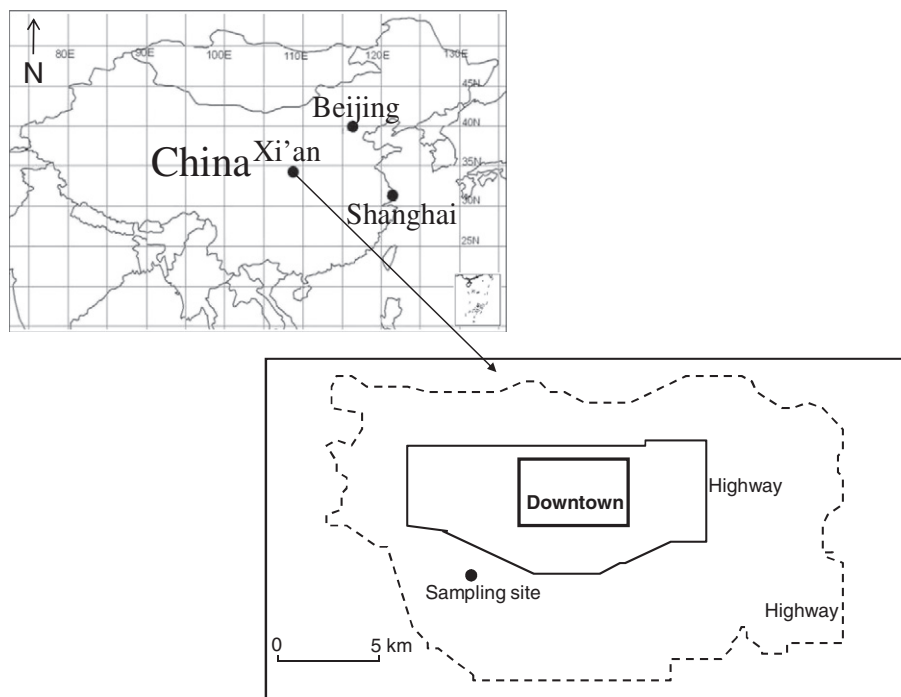 80E 90E 100E 110E 120E 130E
N
45N
Beijing
40N
China Xi’an
35N
Shanghai
30N
25N
Downtown
Highway
Sampling site
Highway
0 5 km